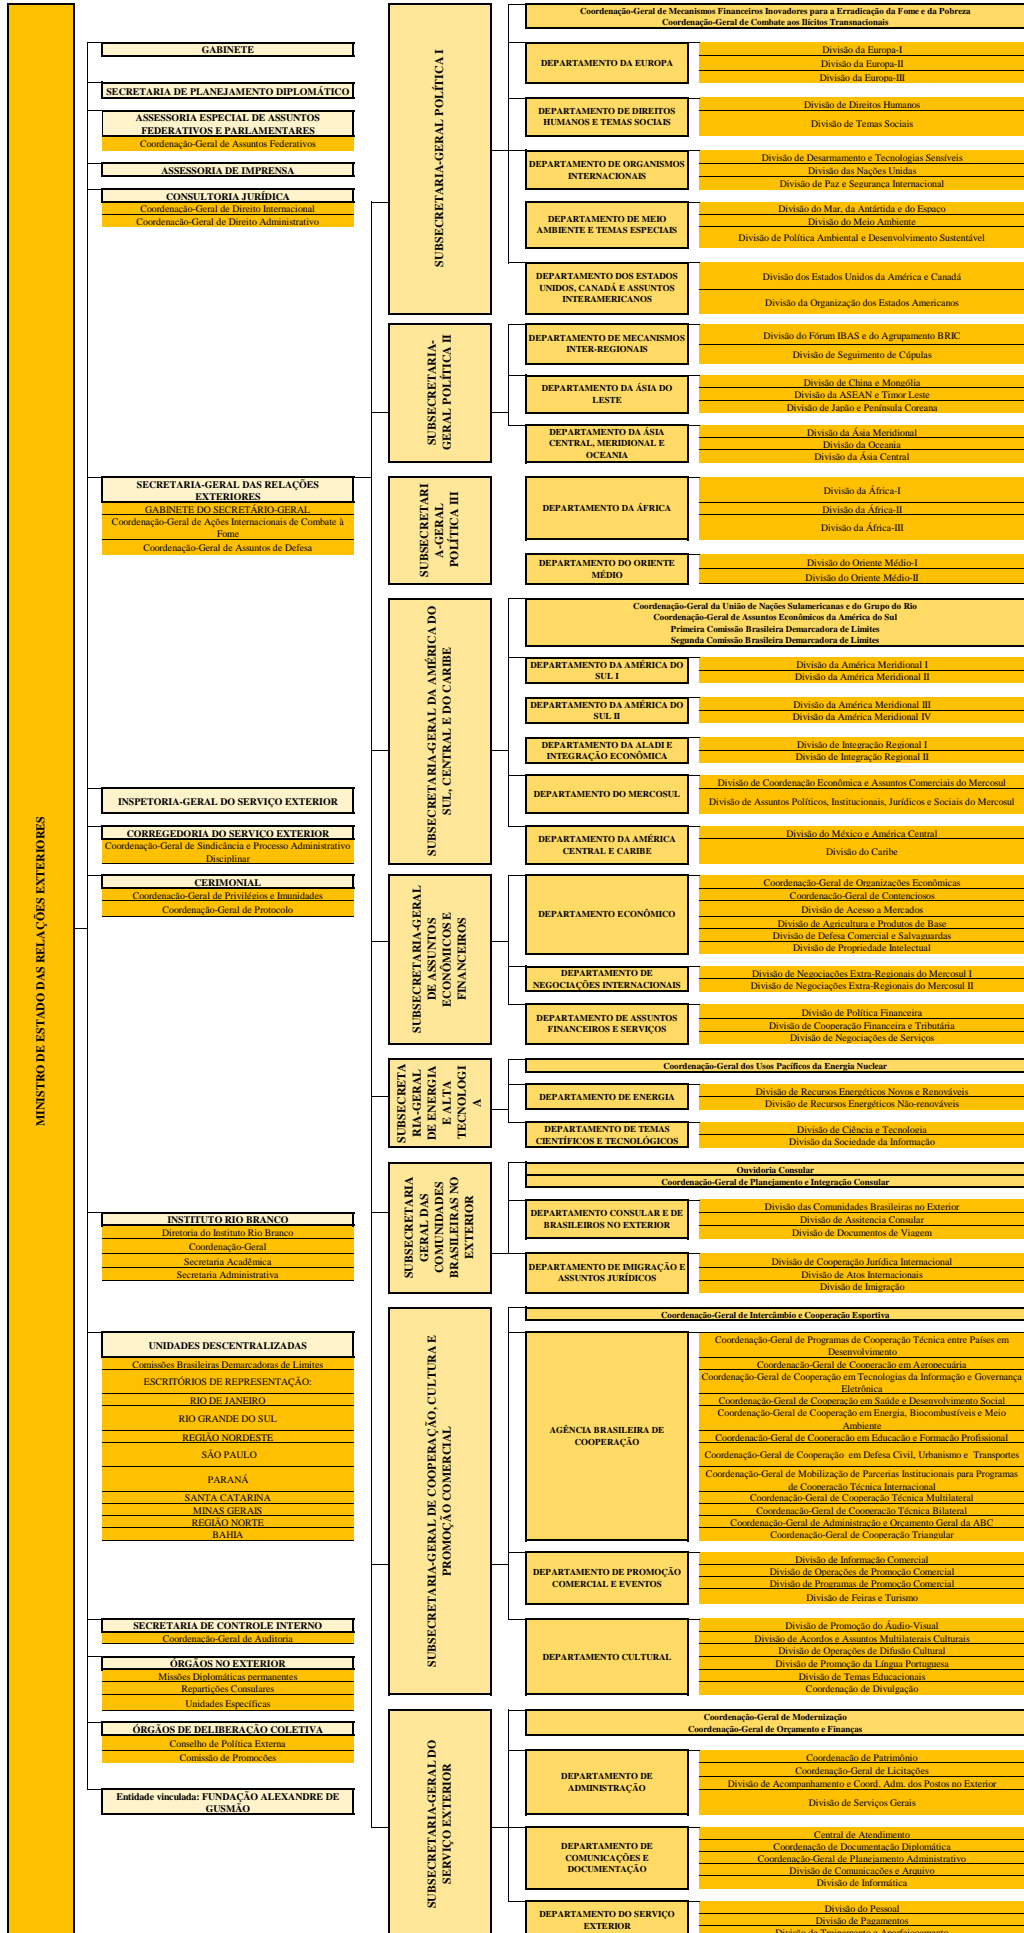 MINISTRO DE ESTADO DAS RELAÇÕES EXTERIORES
GABINETE
SECRETARIA DE PLANEJAMENTO DIPLOMÁTICO
ASSESSORIA ESPECIAL DE ASSUNTOS
FEDERATIVOS E PARLAMENTARES
Coordenação-Geral de Assuntos Federativos
ASSESSORIA DE IMPRENSA
CONSULTORIA JURÍDICA
Coordenação-Geral de Direito Internacional
Coordenação-Geral de Direito Administrativo
SECRETARIA-GERAL DAS RELAÇÕES
EXTERIORES
GABINETE DO SECRETÁRIO-GERAL
Coordenação-Geral de Ações Internacionais de Combate à
Fome
Coordenação-Geral de Assuntos de Defesa
INSPETORIA-GERAL DO SERVIÇO EXTERIOR
CORREGEDORIA DO SERVIÇO EXTERIOR
Coordenação-Geral de Sindicância e Processo Administrativo
Disciplinar
CERIMONIAL
Coordenação-Geral de Privilégios e Imunidades
Coordenação-Geral de Protocolo
INSTITUTO RIO BRANCO
Diretoria do Instituto Rio Branco
Coordenação-Geral
Secretaria Acadêmica
Secretaria Administrativa
UNIDADES DESCENTRALIZADAS
Comissões Brasileiras Demarcadoras de Limites
ESCRITÓRIOS DE REPRESENTAÇÃO:
RIO DE JANEIRO
RIO GRANDE DO SUL
REGIÃO NORDESTE
SÃO PAULO
PARANÁ
SANTA CATARINA
MINAS GERAIS
REGIÃO NORTE
BAHIA
SECRETARIA DE CONTROLE INTERNO
Coordenação-Geral de Auditoria
ÓRGÃOS NO EXTERIOR
Missões Diplomáticas permanentes
Repartições Consulares
Unidades Específicas
ÓRGÃOS DE DELIBERAÇÃO COLETIVA
Conselho de Política Externa
Comissão de Promoções
Entidade vinculada: FUNDAÇÃO ALEXANDRE DE
GUSMÃO
SUBSECRETARIA-GERAL POLÍTICA I
Coordenação-Geral de Mecanismos Financeiros Inovadores para a Erradicação da Fome e da Pobreza
Coordenação-Geral de Combate aos Ilícitos Transnacionais
DEPARTAMENTO DA EUROPA
Divisão da Europa-I
Divisão da Europa-II
Divisão da Europa-III
DEPARTAMENTO DE DIREITOS
HUMANOS E TEMAS SOCIAIS
Divisão de Direitos Humanos
Divisão de Temas Sociais
DEPARTAMENTO DE ORGANISMOS
INTERNACIONAIS
Divisão de Desarmamento e Tecnologias Sensíveis
Divisão das Nações Unidas
Divisão de Paz e Segurança Internacional
DEPARTAMENTO DE MEIO
AMBIENTE E TEMAS ESPECIAIS
Divisão do Mar, da Antártida e do Espaço
Divisão do Meio Ambiente
Divisão de Política Ambiental e Desenvolvimento Sustentável
DEPARTAMENTO DOS ESTADOS
UNIDOS, CANADÁ E ASSUNTOS
INTERAMERICANOS
Divisão dos Estados Unidos da América e Canadá
Divisão da Organização dos Estados Americanos
SUBSECRETARIA-
GERAL POLÍTICA II
DEPARTAMENTO DE MECANISMOS
INTER-REGIONAIS
Divisão do Fórum IBAS e do Agrupamento BRIC
Divisão de Seguimento de Cúpulas
DEPARTAMENTO DA ÁSIA DO
LESTE
Divisão de China e Mongólia
Divisão da ASEAN e Timor Leste
Divisão de Japão e Península Coreana
DEPARTAMENTO DA ÁSIA
CENTRAL, MERIDIONAL E
OCEANIA
Divisão da Ásia Meridional
Divisão da Oceania
Divisão da Ásia Central
SUBSECRETARI
A-GERAL
POLÍTICA III
DEPARTAMENTO DA ÁFRICA
Divisão da África-I
Divisão da África-II
Divisão da África-III
DEPARTAMENTO DO ORIENTE
MÉDIO
Divisão do Oriente Médio-I
Divisão do Oriente Médio-II
SUBSECRETARIA-GERAL DA AMÉRICA DO
SUL, CENTRAL E DO CARIBE
Coordenação-Geral da União de Nações Sulamericanas e do Grupo do Rio
Coordenação-Geral de Assuntos Econômicos da América do Sul
Primeira Comissão Brasileira Demarcadora de Limites
Segunda Comissão Brasileira Demarcadora de Limites
DEPARTAMENTO DA AMÉRICA DO
SUL I
Divisão da América Meridional I
Divisão da América Meridional II
DEPARTAMENTO DA AMÉRICA DO
SUL II
Divisão da América Meridional III
Divisão da América Meridional IV
DEPARTAMENTO DA ALADI E
INTEGRAÇÃO ECONÔMICA
Divisão de Integração Regional I
Divisão de Integração Regional II
DEPARTAMENTO DO MERCOSUL
Divisão de Coordenação Econômica e Assuntos Comerciais do Mercosul
Divisão de Assuntos Políticos, Institucionais, Jurídicos e Sociais do Mercosul
DEPARTAMENTO DA AMÉRICA
CENTRAL E CARIBE
Divisão do México e América Central
Divisão do Caribe
SUBSECRETARIA-GERAL
DE ASSUNTOS
ECONÔMICOS E
FINANCEIROS
DEPARTAMENTO ECONÔMICO
Coordenação-Geral de Organizações Econômicas
Coordenação-Geral de Contenciosos
Divisão de Acesso a Mercados
Divisão de Agricultura e Produtos de Base
Divisão de Defesa Comercial e Salvaguardas
Divisão de Propriedade Intelectual
DEPARTAMENTO DE
NEGOCIAÇÕES INTERNACIONAIS
Divisão de Negociações Extra-Regionais do Mercosul I
Divisão de Negociações Extra-Regionais do Mercosul II
DEPARTAMENTO DE ASSUNTOS
FINANCEIROS E SERVIÇOS
Divisão de Política Financeira
Divisão de Cooperação Financeira e Tributária
Divisão de Negociações de Serviços
SUBSECRETA
RIA-GERAL
DE ENERGIA
E ALTA
TECNOLOGI
A
Coordenação-Geral dos Usos Pacíficos da Energia Nuclear
DEPARTAMENTO DE ENERGIA
Divisão de Recursos Energéticos Novos e Renováveis
Divisão de Recursos Energéticos Não-renováveis
DEPARTAMENTO DE TEMAS
CIENTÍFICOS E TECNOLÓGICOS
Divisão de Ciência e Tecnologia
Divisão da Sociedade da Informação
SUBSECRETARIA
GERAL DAS
COMUNIDADES
BRASILEIRAS NO
EXTERIOR
Ouvidoria Consular
Coordenação-Geral de Planejamento e Integração Consular
DEPARTAMENTO CONSULAR E DE
BRASILEIROS NO EXTERIOR
Divisão das Comunidades Brasileiras no Exterior
Divisão de Assitencia Consular
Divisão de Documentos de Viagem
DEPARTAMENTO DE IMIGRAÇÃO E
ASSUNTOS JURÍDICOS
Divisão de Cooperação Jurídica Internacional
Divisão de Atos Internacionais
Divisão de Imigração
SUBSECRETARIA-GERAL DE COOPERAÇÃO, CULTURA E
PROMOÇÃO COMERCIAL
Coordenação-Geral de Intercâmbio e Cooperação Esportiva
AGÊNCIA BRASILEIRA DE
COOPERAÇÃO
Coordenação-Geral de Programas de Cooperação Técnica entre Países em
Desenvolvimento
Coordenação-Geral de Cooperação em Agropecuária
Coordenação-Geral de Cooperação em Tecnologias da Informação e Governança
Eletrônica
Coordenação-Geral de Cooperação em Saúde e Desenvolvimento Social
Coordenação-Geral de Cooperação em Energia, Biocombustíveis e Meio
Ambiente
Coordenação-Geral de Cooperação em Educação e Formação Profissional
Coordenação-Geral de Cooperação em Defesa Civil, Urbanismo e Transportes
Coordenação-Geral de Mobilização de Parcerias Institucionais para Programas
de Cooperação Técnica Internacional
Coordenação-Geral de Cooperação Técnica Multilateral
Coordenação-Geral de Cooperação Técnica Bilateral
Coordenação-Geral de Administração e Orçamento Geral da ABC
Coordenação-Geral de Cooperação Triangular
DEPARTAMENTO DE PROMOÇÃO
COMERCIAL E EVENTOS
Divisão de Informação Comercial
Divisão de Operações de Promoção Comercial
Divisão de Programas de Promoção Comercial
Divisão de Feiras e Turismo
DEPARTAMENTO CULTURAL
Divisão de Promoção do Áudio-Visual
Divisão de Acordos e Assuntos Multilaterais Culturais
Divisão de Operações de Difusão Cultural
Divisão de Promoção da Língua Portuguesa
Divisão de Temas Educacionais
Coordenação de Divulgação
SUBSECRETARIA-GERAL DO
SERVIÇO EXTERIOR
Coordenação-Geral de Modernização
Coordenação-Geral de Orçamento e Finanças
DEPARTAMENTO DE
ADMINISTRAÇÃO
Coordenação de Patrimônio
Coordenação-Geral de Licitações
Divisão de Acompanhamento e Coord. Adm. dos Postos no Exterior
Divisão de Serviços Gerais
DEPARTAMENTO DE
COMUNICAÇÕES E
DOCUMENTAÇÃO
Central de Atendimento
Coordenação de Documentação Diplomática
Coordenação-Geral de Planejamento Administrativo
Divisão de Comunicações e Arquivo
Divisão de Informática
DEPARTAMENTO DO SERVIÇO
EXTERIOR
Divisão do Pessoal
Divisão de Pagamentos
Divisão de Treinamento e Aperfeiçoamento